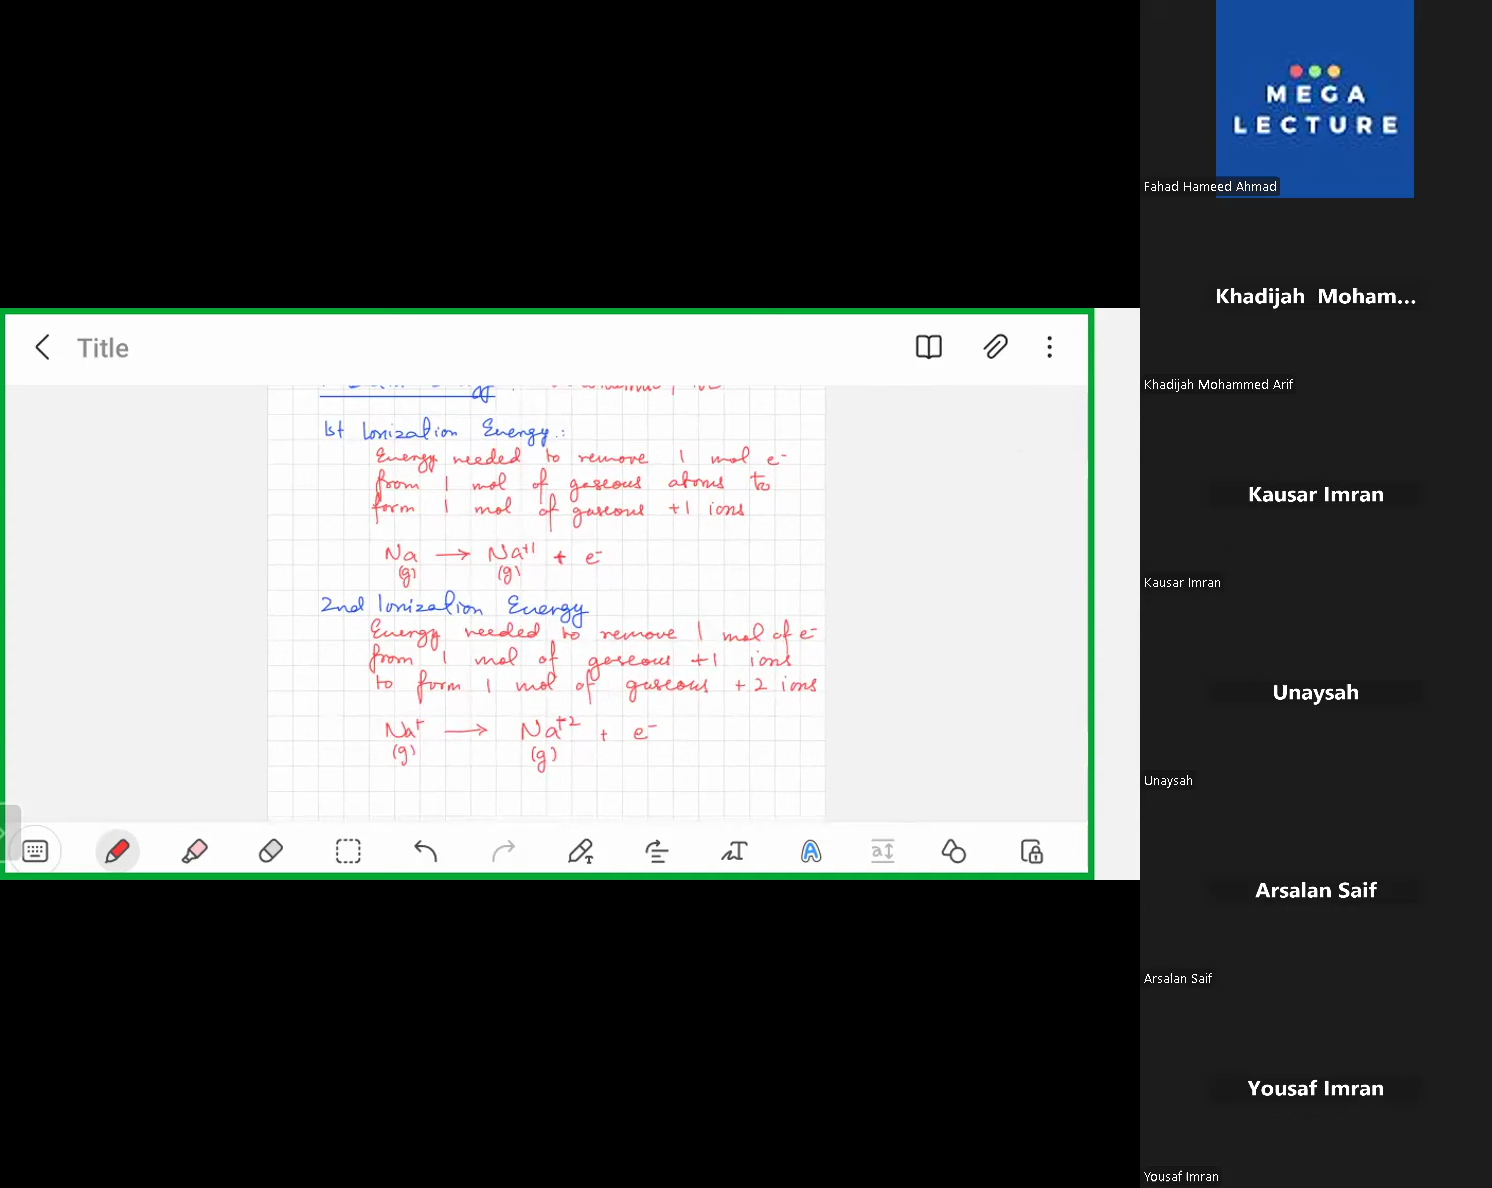 MEGA
LECTURE
Fahad Hameed Ahmad
Khadijah Moham...
Khadijah Mohammed Arif
Kausar Imran
Kausar Imran
Unaysah
Unaysah
Arsalan Saif
Arsalan Saif
Yousaf Imran
Yousaf Imran
Title
1st Ionization Energy:
Energy needed to remove 1 mol e-
from 1 mol of gaseous atoms to
form 1 mol of gaseous +1 ions
Na → Na+1 + e-
(g) (g)
2nd Ionization Energy
Energy needed to remove 1 mol of e-
from 1 mol of gaseous +1 ions
to form 1 mol of gaseous +2 ions
Na+ → Na+2 + e-
(g) (g)